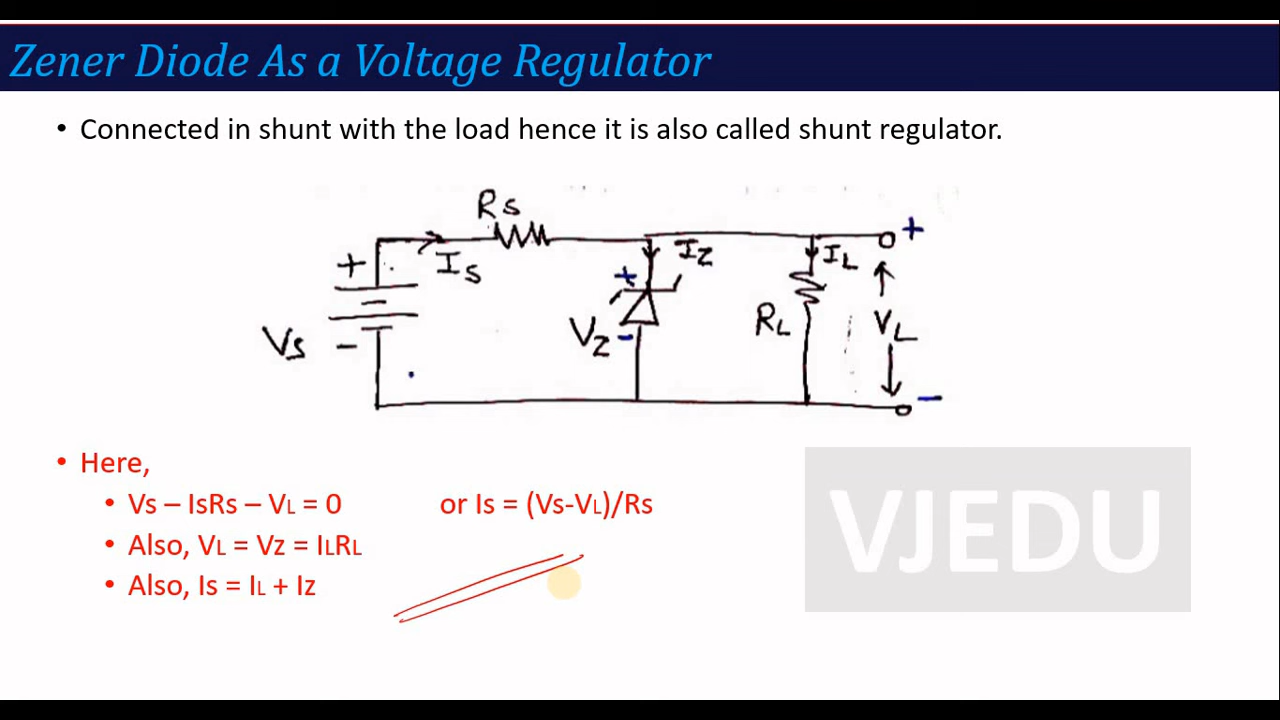 Zener Diode As a Voltage Regulator
• Connected in shunt with the load hence it is also called shunt regulator.
Rs
+ Is Iz IL +
+
Vs − Vz − RL VL
−
• Here,
• Vs – IsRs – VL = 0 or Is = (Vs-VL)/Rs
• Also, VL = Vz = ILRL
• Also, Is = IL + Iz
VJEDU